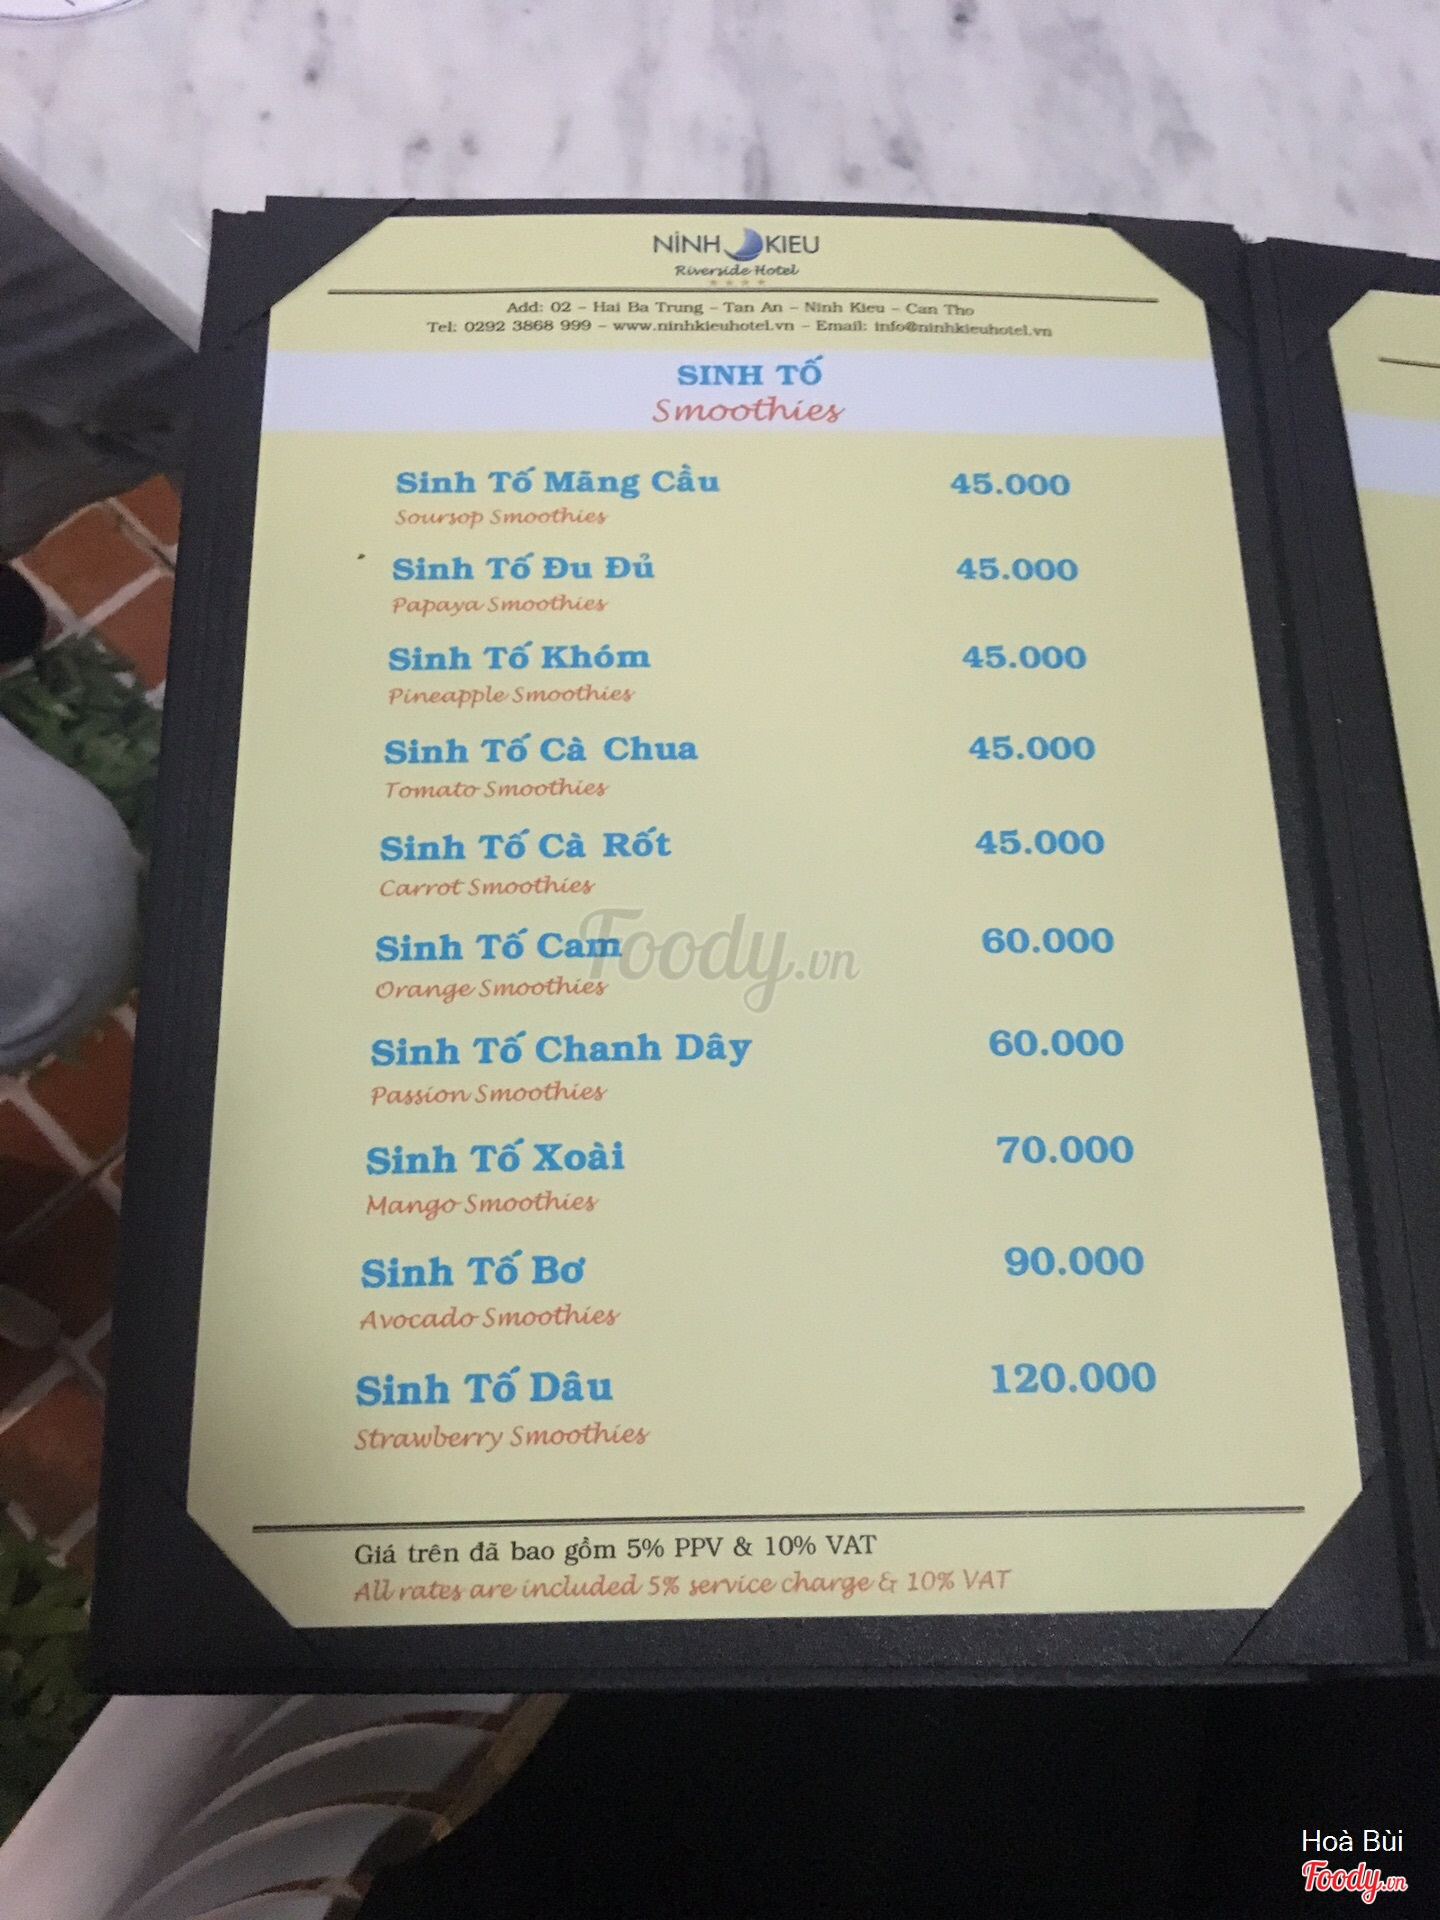 NINH KIEU
Riverside Hotel
Add: 02 - Hai Ba Trung - Tan An - Ninh Kieu - Can Tho
Tel: 0292 3868 999 - www.ninhkieuhotel.vn - Email: info@ninhkieuhotel.vn
SINH TỐ
Smoothies
Sinh Tố Mãng Cầu 45.000
Soursop Smoothies
Sinh Tố Đu Đủ 45.000
Papaya Smoothies
Sinh Tố Khóm 45.000
Pineapple Smoothies
Sinh Tố Cà Chua 45.000
Tomato Smoothies
Sinh Tố Cà Rốt 45.000
Carrot Smoothies
Sinh Tố Cam 60.000
Orange Smoothies
Foody.vn
Sinh Tố Chanh Dây 60.000
Passion Smoothies
Sinh Tố Xoài 70.000
Mango Smoothies
Sinh Tố Bơ 90.000
Avocado Smoothies
Sinh Tố Dâu 120.000
Strawberry Smoothies
Giá trên đã bao gồm 5% PPV & 10% VAT
All rates are included 5% service charge & 10% VAT
Hoà Bùi
Foody.vn